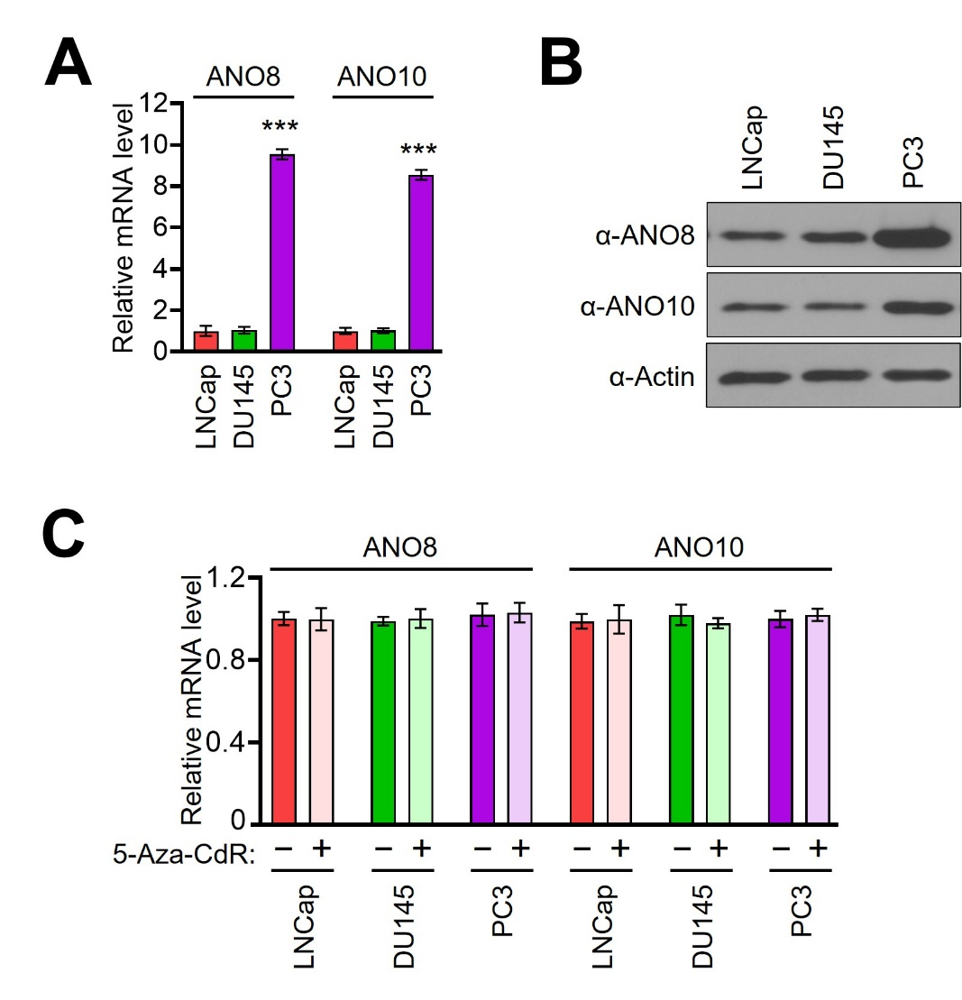 A
ANO8 ANO10
Relative mRNA level
12
10
8
6
4
2
0
*** ***
LNCap DU145 PC3 LNCap DU145 PC3
B
LNCap DU145 PC3
α-ANO8
α-ANO10
α-Actin
C
ANO8 ANO10
Relative mRNA level
1.2
0.8
0.4
0
5-Aza-CdR: − + − + − + − + − + − +
LNCap DU145 PC3 LNCap DU145 PC3